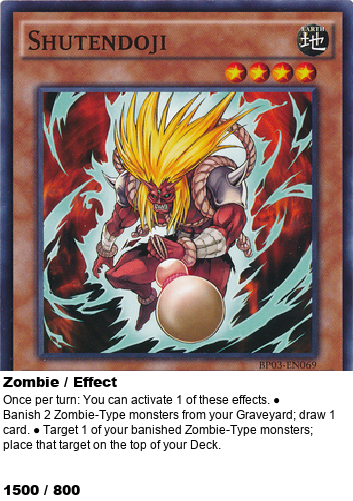 SHUTENDOJI
EARTH
地
BP03-EN069
Zombie / Effect
Once per turn: You can activate 1 of these effects. ●
Banish 2 Zombie-Type monsters from your Graveyard; draw 1
card. ● Target 1 of your banished Zombie-Type monsters;
place that target on the top of your Deck.
1500 / 800